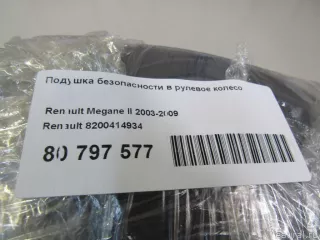 Подушка безопасности в рулевое колесо
Renault Megane II 2003-2009
Renault 8200414934
80 797 577